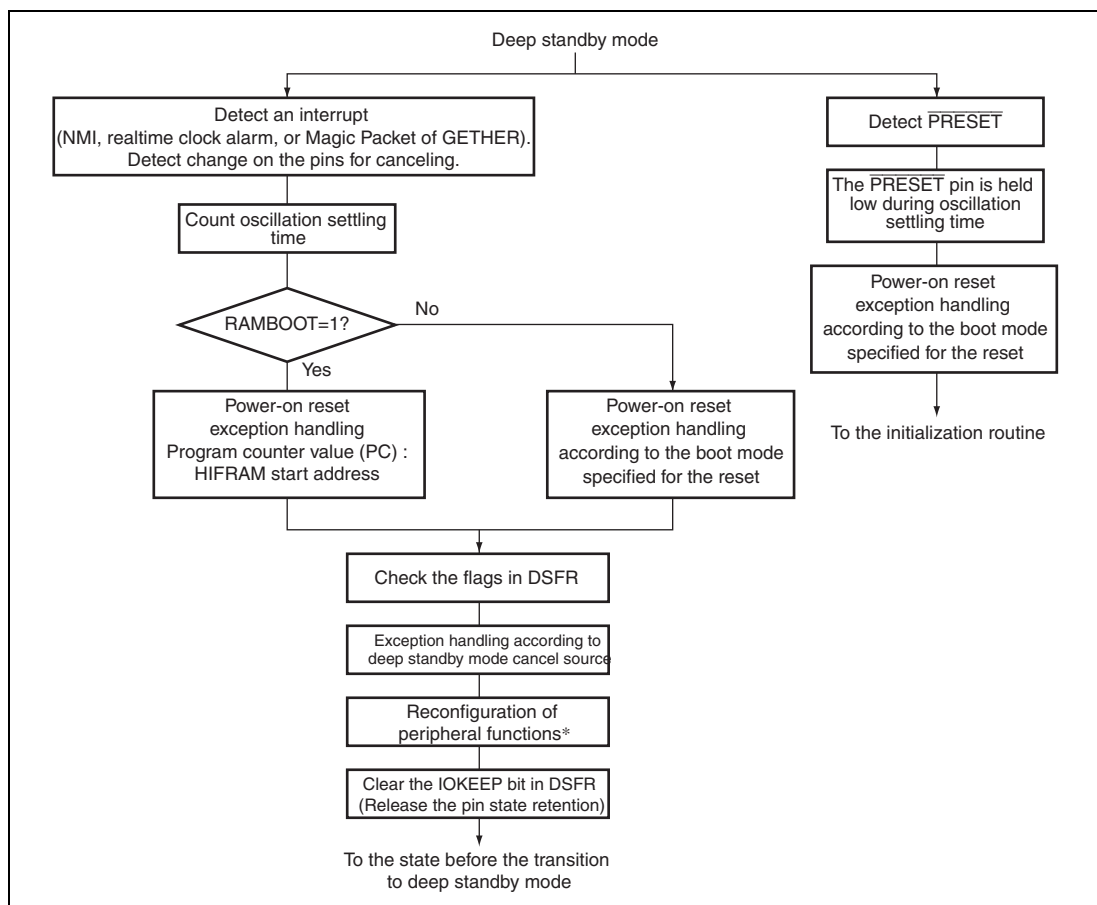 Deep standby mode
Detect an interrupt
(NMI, realtime clock alarm, or Magic Packet of GETHER).
Detect change on the pins for canceling.
Count oscillation settling
time
RAMBOOT=1?
No
Yes
Power-on reset
exception handling
Program counter value (PC) :
HIFRAM start address
Power-on reset
exception handling
according to the boot mode
specified for the reset
Detect PRESET
The PRESET pin is held
low during oscillation
settling time
Power-on reset
exception handling
according to the boot mode
specified for the reset
To the initialization routine
Check the flags in DSFR
Exception handling according to
deep standby mode cancel source
Reconfiguration of
peripheral functions*
Clear the IOKEEP bit in DSFR
(Release the pin state retention)
To the state before the transition
to deep standby mode